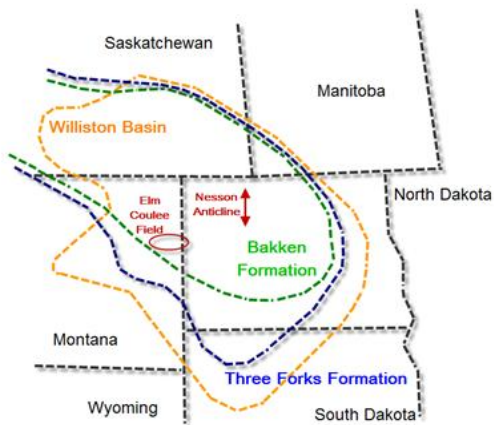 Saskatchewan
Manitoba
Williston Basin
North Dakota
Elm
Coulee
Field
Nesson
Anticline
Bakken
Formation
Montana
Three Forks Formation
Wyoming
South Dakota